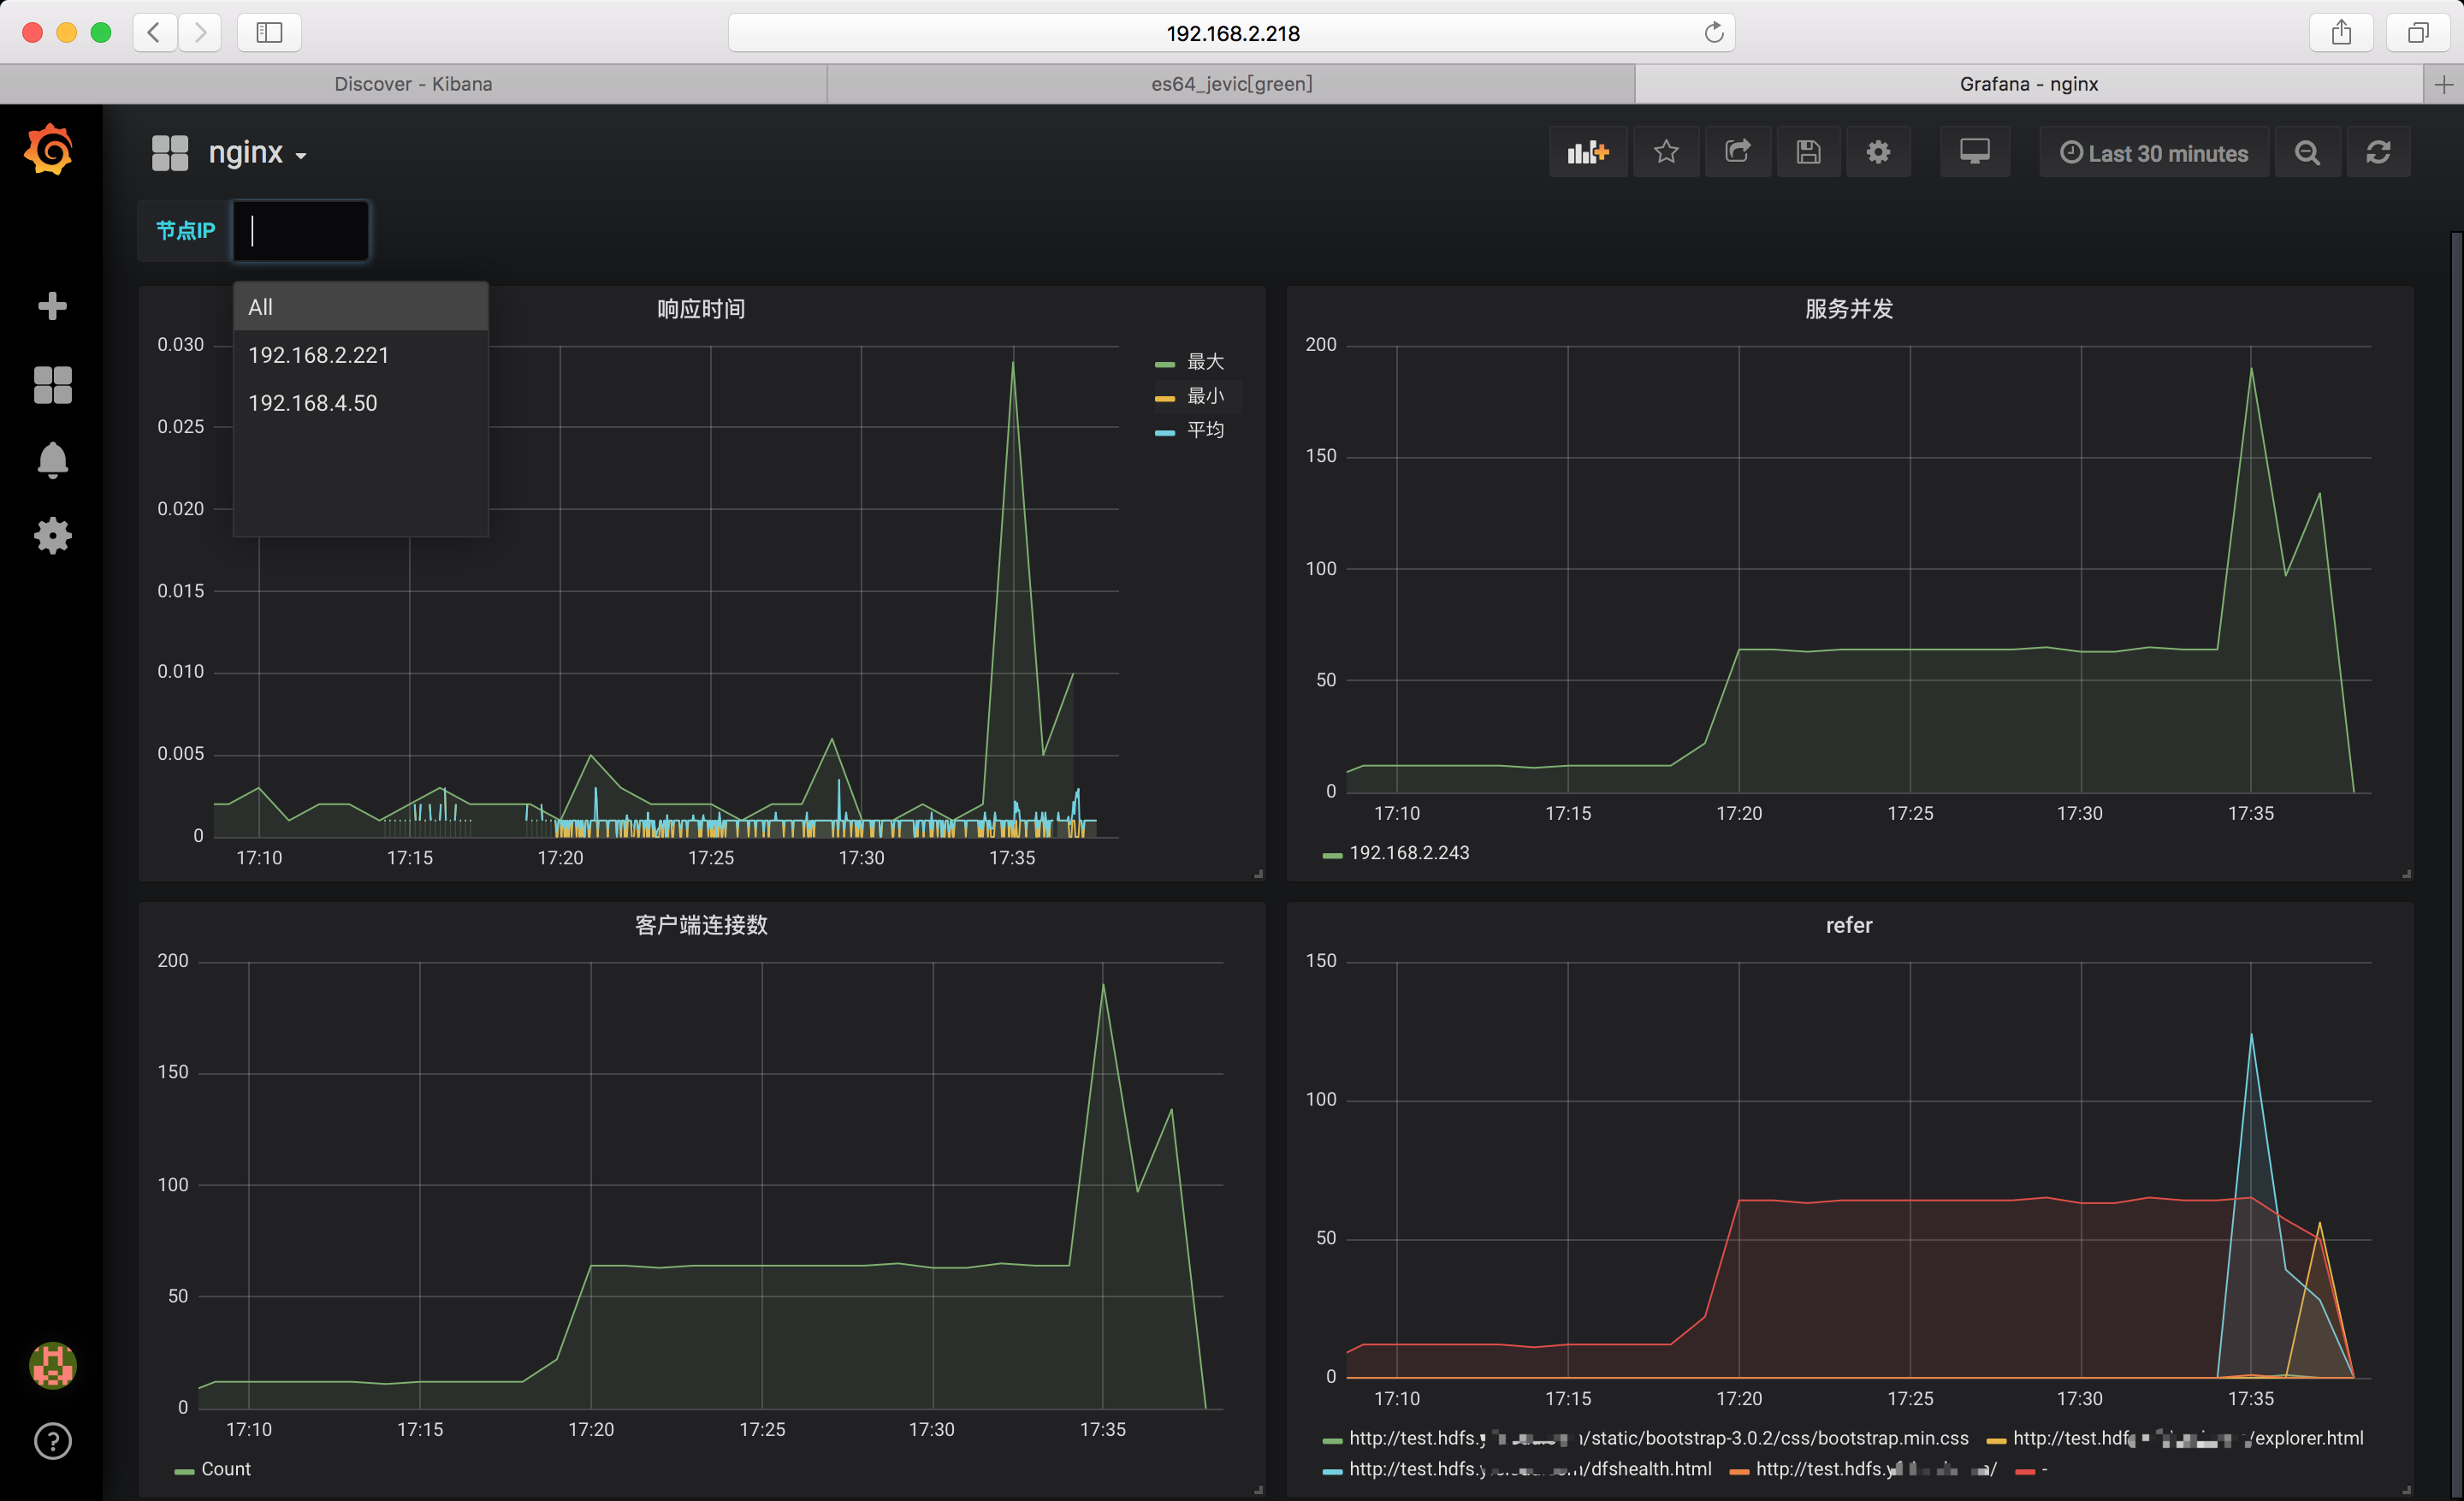 192.168.2.218
Discover - Kibana
es64_jevic[green]
Grafana - nginx
nginx
Last 30 minutes
节点IP
All
192.168.2.221
192.168.4.50
响应时间
0.030
0.025
0.020
0.015
0.010
0.005
0
17:10 17:15 17:20 17:25 17:30 17:35
最大
最小
平均
服务并发
200
150
100
50
0
17:10 17:15 17:20 17:25 17:30 17:35
192.168.2.243
客户端连接数
200
150
100
50
0
17:10 17:15 17:20 17:25 17:30 17:35
Count
refer
150
100
50
0
17:10 17:15 17:20 17:25 17:30 17:35
http://test.hdfs. /static/bootstrap-3.0.2/css/bootstrap.min.css http://test.hdf /explorer.html
http://test.hdfs. /dfshealth.html http://test.hdfs. / -